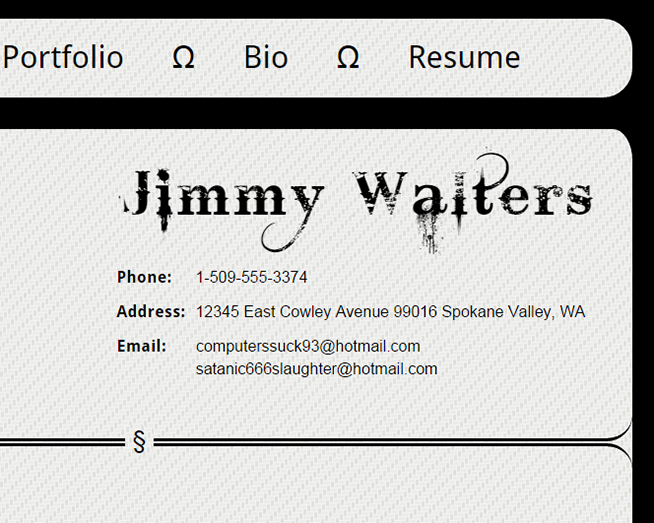 Portfolio Ω Bio Ω Resume
Jimmy Walters
Phone: 1-509-555-3374
Address: 12345 East Cowley Avenue 99016 Spokane Valley, WA
Email: computerssuck93@hotmail.com
satanic666slaughter@hotmail.com
§